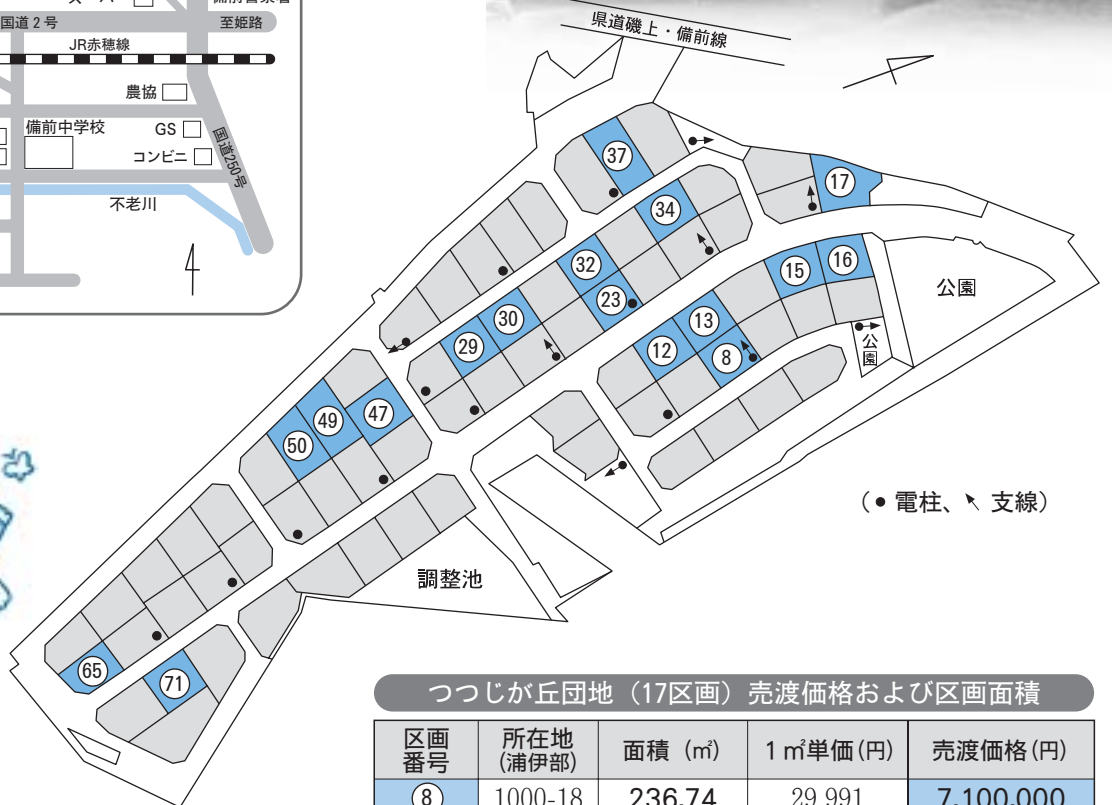 国道2号
至姫路
JR赤穂線
農協
備前中学校
GS
コンビニ
国道250号
不老川
県道磯上・備前線
37
17
34
32
16
15
23
公園
30
13
29
12
8
公園
47
49
50
(● 電柱、↖ 支線)
調整池
65
71
つつじが丘団地（17区画）売渡価格および区画面積
区画番号 所在地(浦伊部) 面積（㎡） 1㎡単価(円) 売渡価格(円)
⑧ 1000-18 236.74 29,991 7,100,000